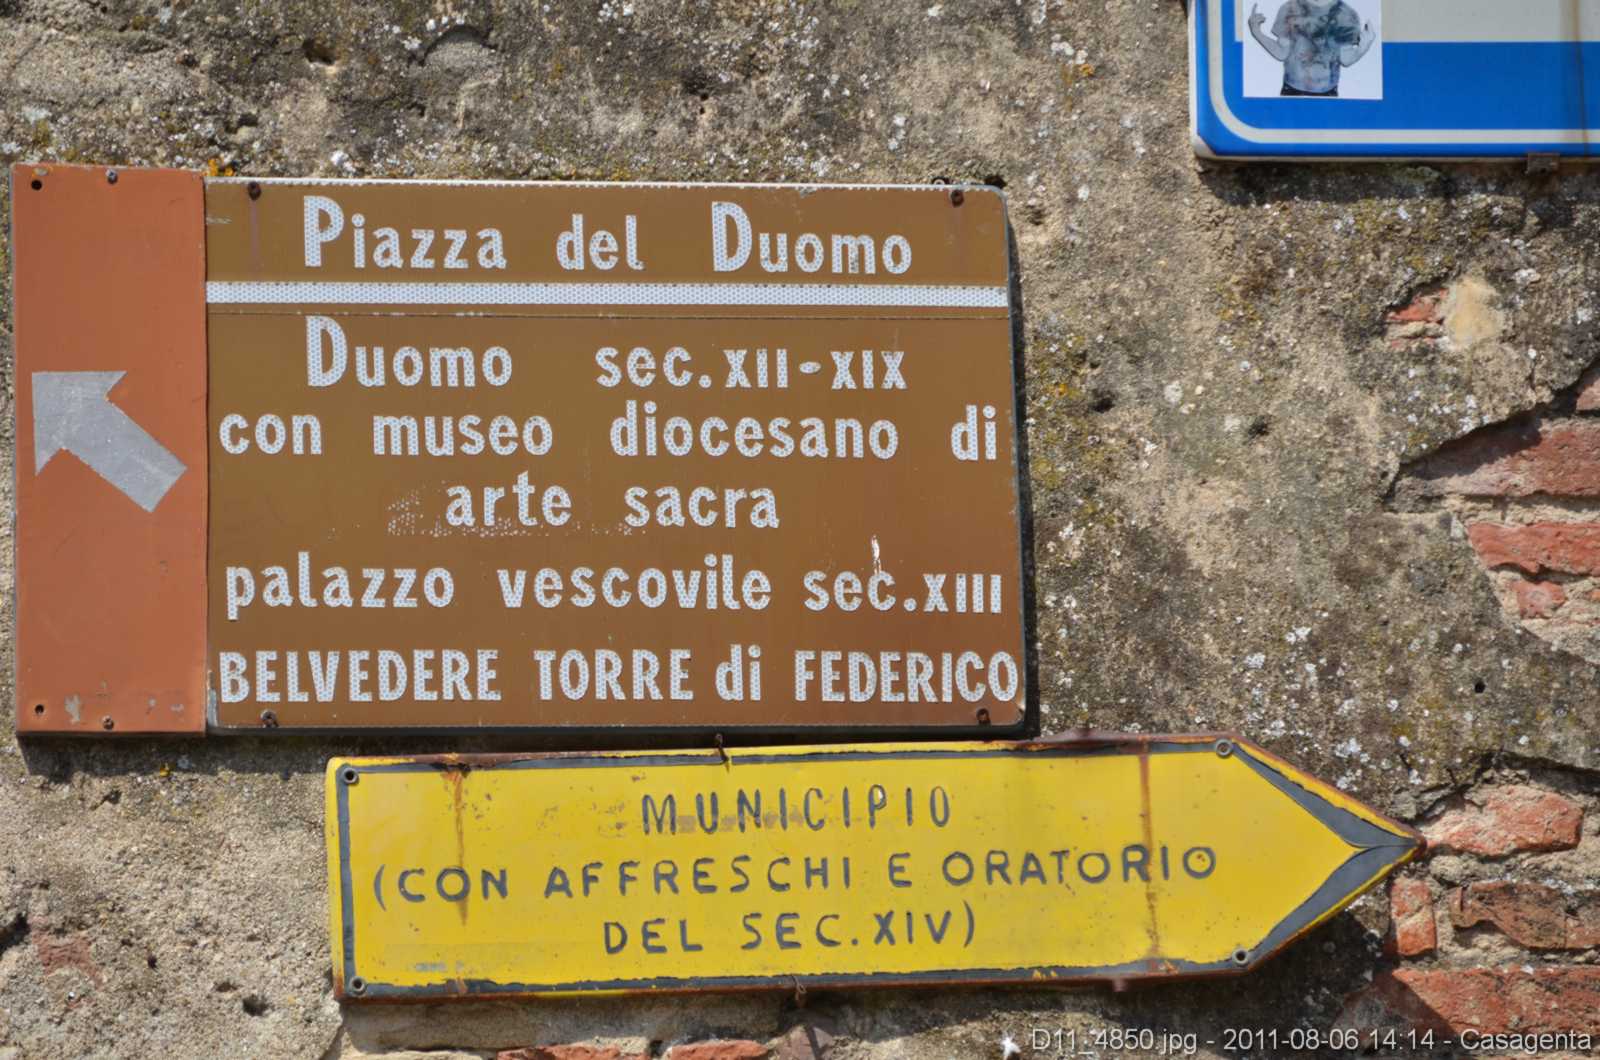 Piazza del Duomo
Duomo sec. XII-XIX
con museo diocesano di
arte sacra
palazzo vescovile sec. XIII
BELVEDERE TORRE di FEDERICO
MUNICIPIO
(CON AFFRESCHI E ORATORIO
DEL SEC. XIV)
D11_4850.jpg - 2011-08-06 14:14 - Casagenta